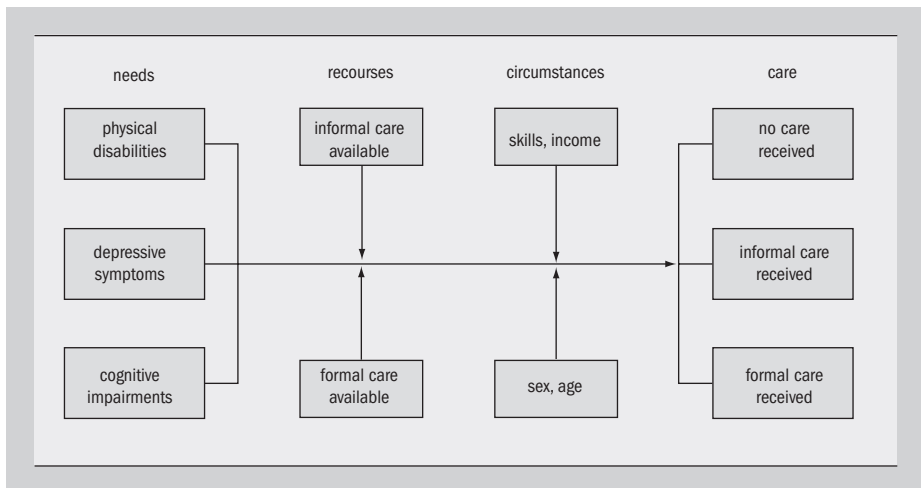 needs
recourses
circumstances
care
physical
disabilities
informal care
available
skills, income
no care
received
depressive
symptoms
informal care
received
cognitive
impairments
formal care
available
sex, age
formal care
received